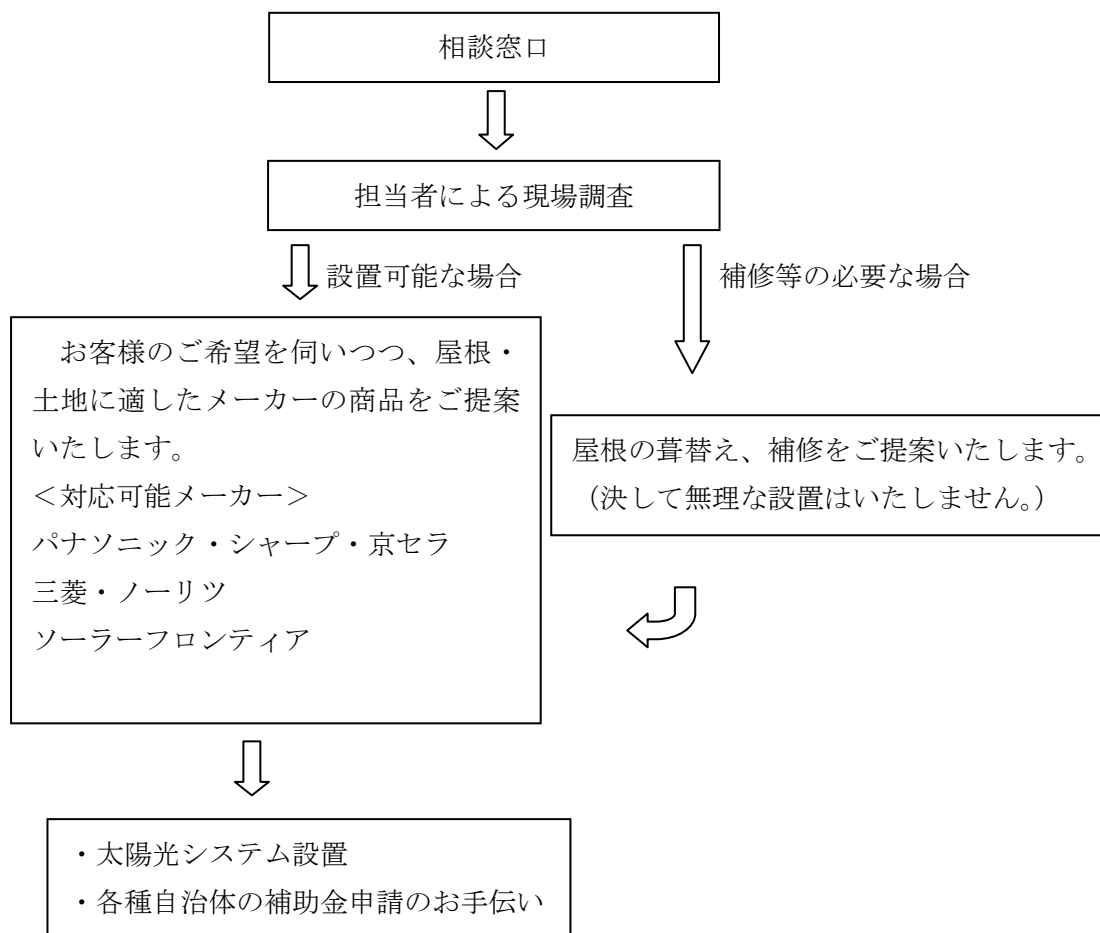 相談窓口
担当者による現場調査
設置可能な場合
補修等の必要な場合
お客様のご希望を伺いつつ、屋根・
土地に適したメーカーの商品をご提案
いたします。
＜対応可能メーカー＞
パナソニック・シャープ・京セラ
三菱・ノーリツ
ソーラーフロンティア
屋根の葺替え、補修をご提案いたします。
（決して無理な設置はいたしません。）
・太陽光システム設置
・各種自治体の補助金申請のお手伝い